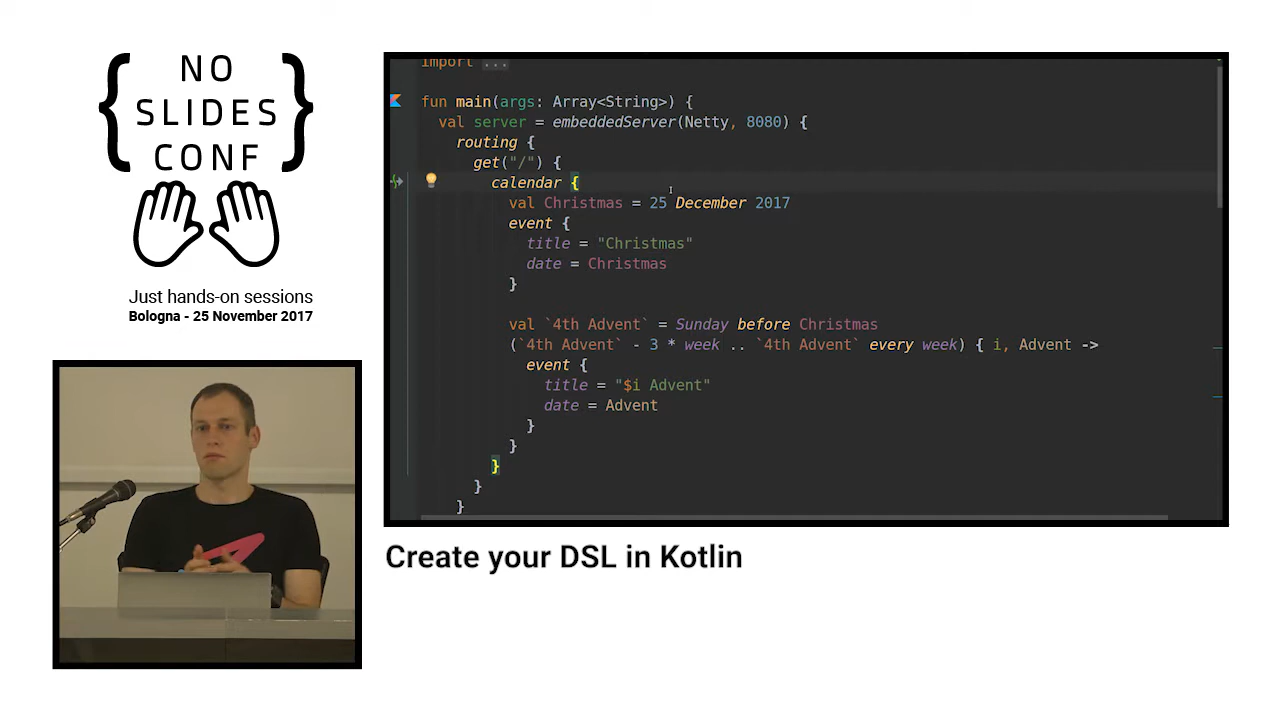 NO
SLIDES
CONF
Just hands-on sessions
Bologna - 25 November 2017
import ...
fun main(args: Array<String>) {
val server = embeddedServer(Netty, 8080) {
routing {
get("/") {
calendar {
val Christmas = 25 December 2017
event {
title = "Christmas"
date = Christmas
}
val `4th Advent` = Sunday before Christmas
(`4th Advent` - 3 * week .. `4th Advent` every week) { i, Advent ->
event {
title = "$i Advent"
date = Advent
}
}
}
}
}
Create your DSL in Kotlin